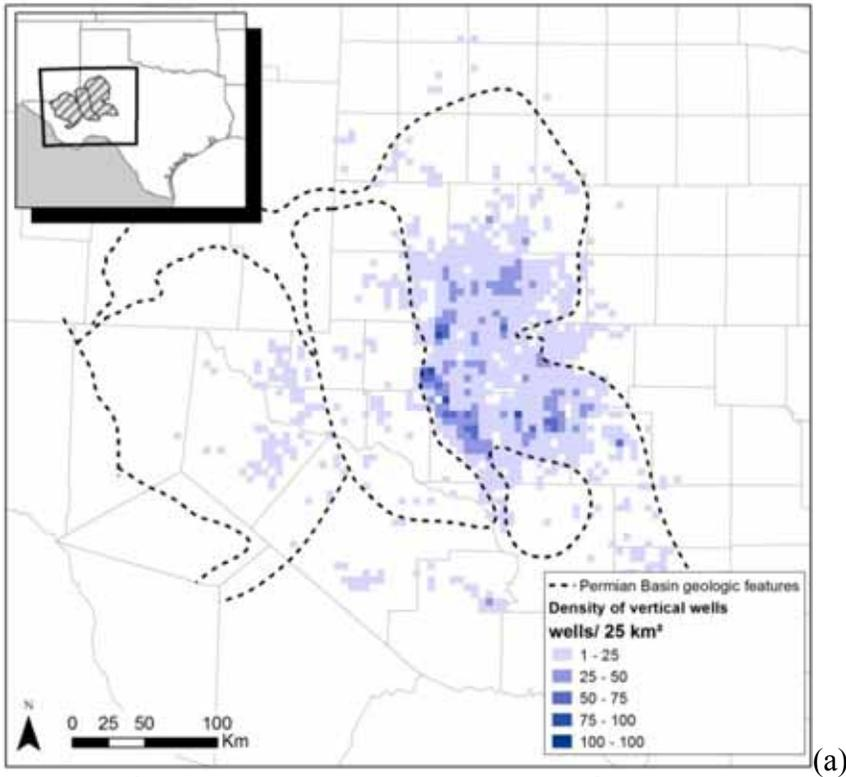 Permian Basin geologic features
Density of vertical wells
wells/ 25 km²
1 - 25
25 - 50
50 - 75
75 - 100
100 - 100
N
0 25 50 100
Km
(a)